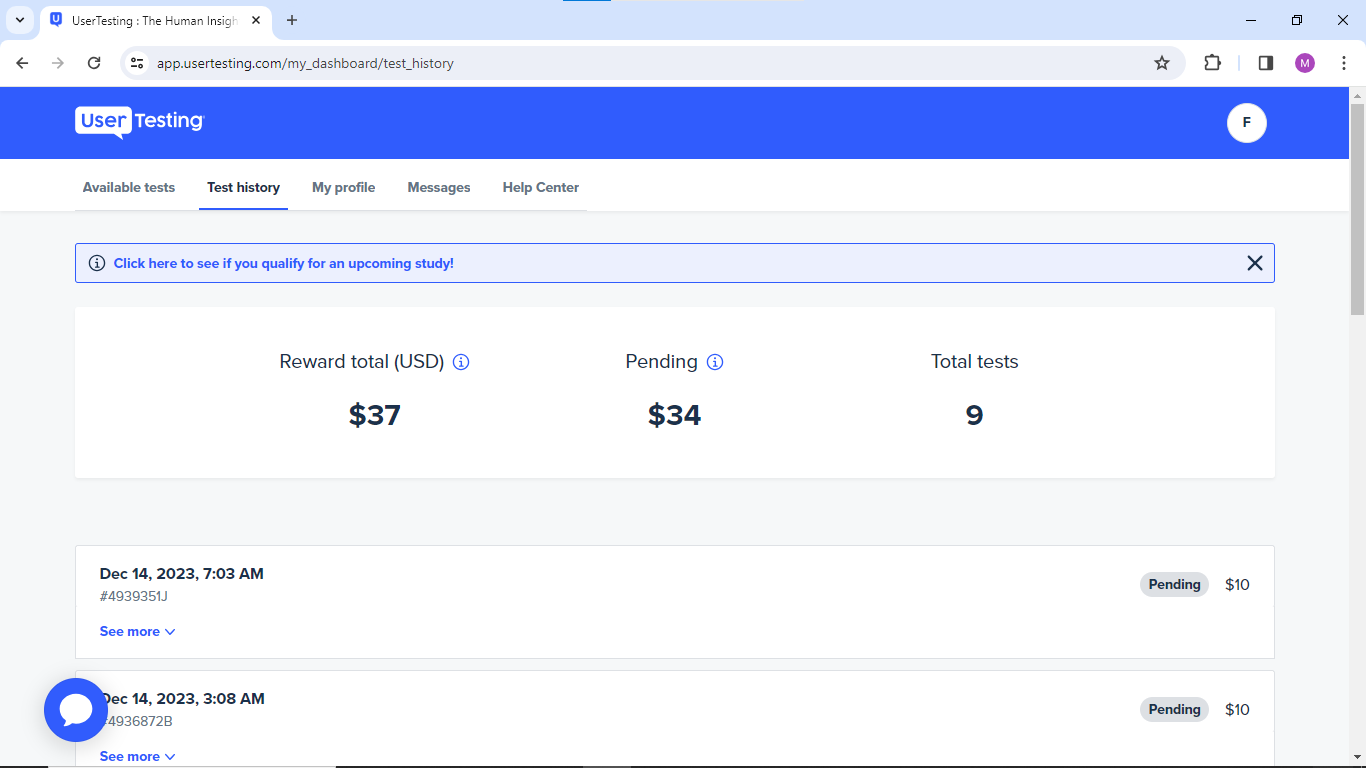 UserTesting : The Human Insigh
app.usertesting.com/my_dashboard/test_history
M
UserTesting
F
Available tests
Test history
My profile
Messages
Help Center
Click here to see if you qualify for an upcoming study!
Reward total (USD)
Pending
Total tests
$37
$34
9
Dec 14, 2023, 7:03 AM
#4939351J
Pending
$10
See more
Dec 14, 2023, 3:08 AM
#4936872B
Pending
$10
See more